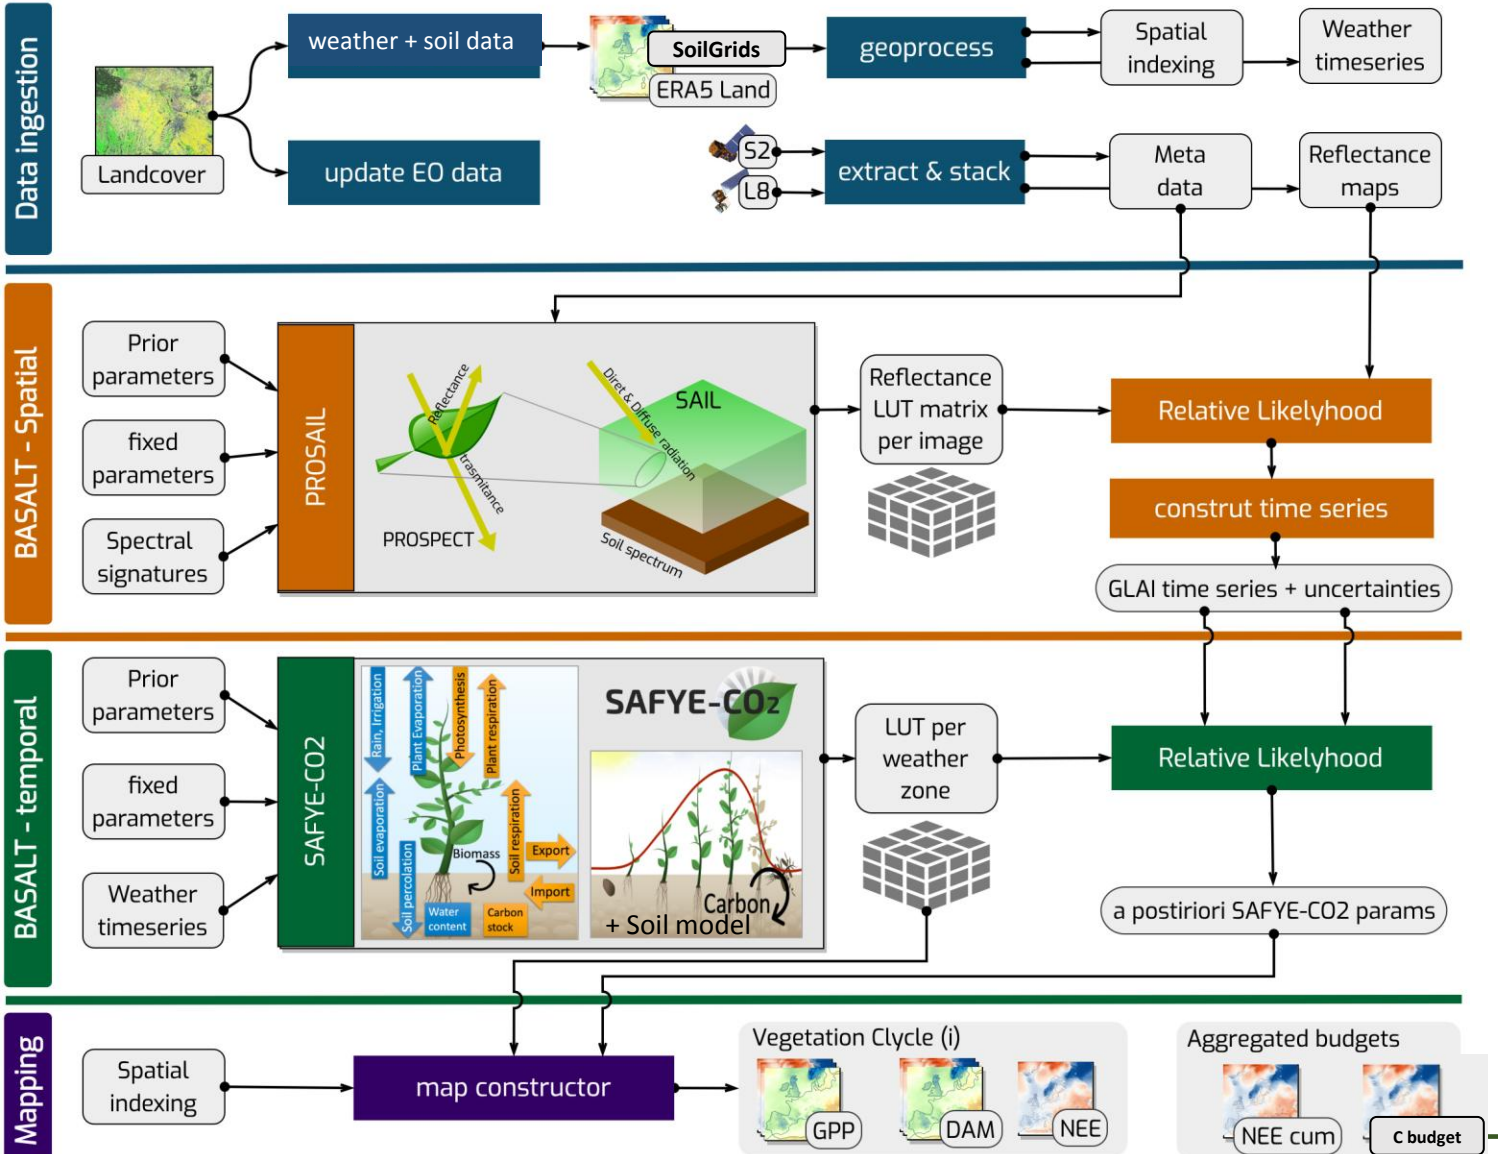 Data ingestion
weather + soil data
SoilGrids
ERA5 Land
geoprocess
Spatial
indexing
Weather
timeseries
Landcover
update EO data
S2
L8
extract & stack
Meta
data
Reflectance
maps
BASALT - Spatial
Prior
parameters
fixed
parameters
Spectral
signatures
PROSAIL
Reflectance
trasmitance
PROSPECT
Diret & Diffuse radiation
SAIL
Soil spectrum
Reflectance
LUT matrix
per image
Relative Likelyhood
construt time series
GLAI time series + uncertainties
BASALT - temporal
Prior
parameters
fixed
parameters
Weather
timeseries
SAFYE-CO2
Rain, Irrigation
Plant Evaporation
Photosynthesis
Plant respiration
Soil evaporation
Soil percolation
Biomass
Soil respiration
Export
Import
Water
content
Carbon
stock
SAFYE-CO2
Carbon
+ Soil model
LUT per
weather
zone
Relative Likelyhood
a postiriori SAFYE-CO2 params
Mapping
Spatial
indexing
map constructor
Vegetation Clycle (i)
GPP
DAM
NEE
Aggregated budgets
NEE cum
C budget